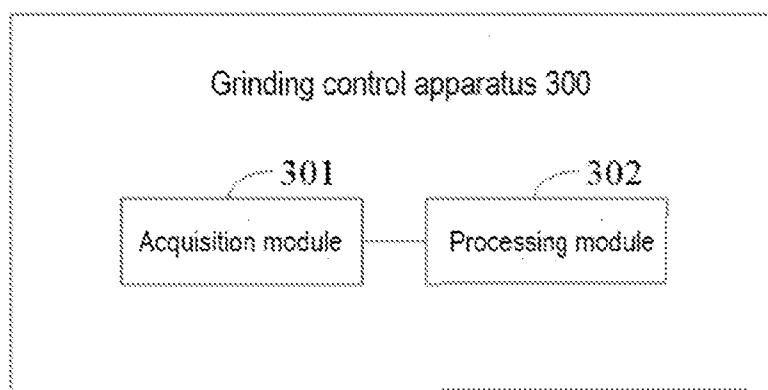 Grinding control apparatus 300
301
302
Acquisition module
Processing module